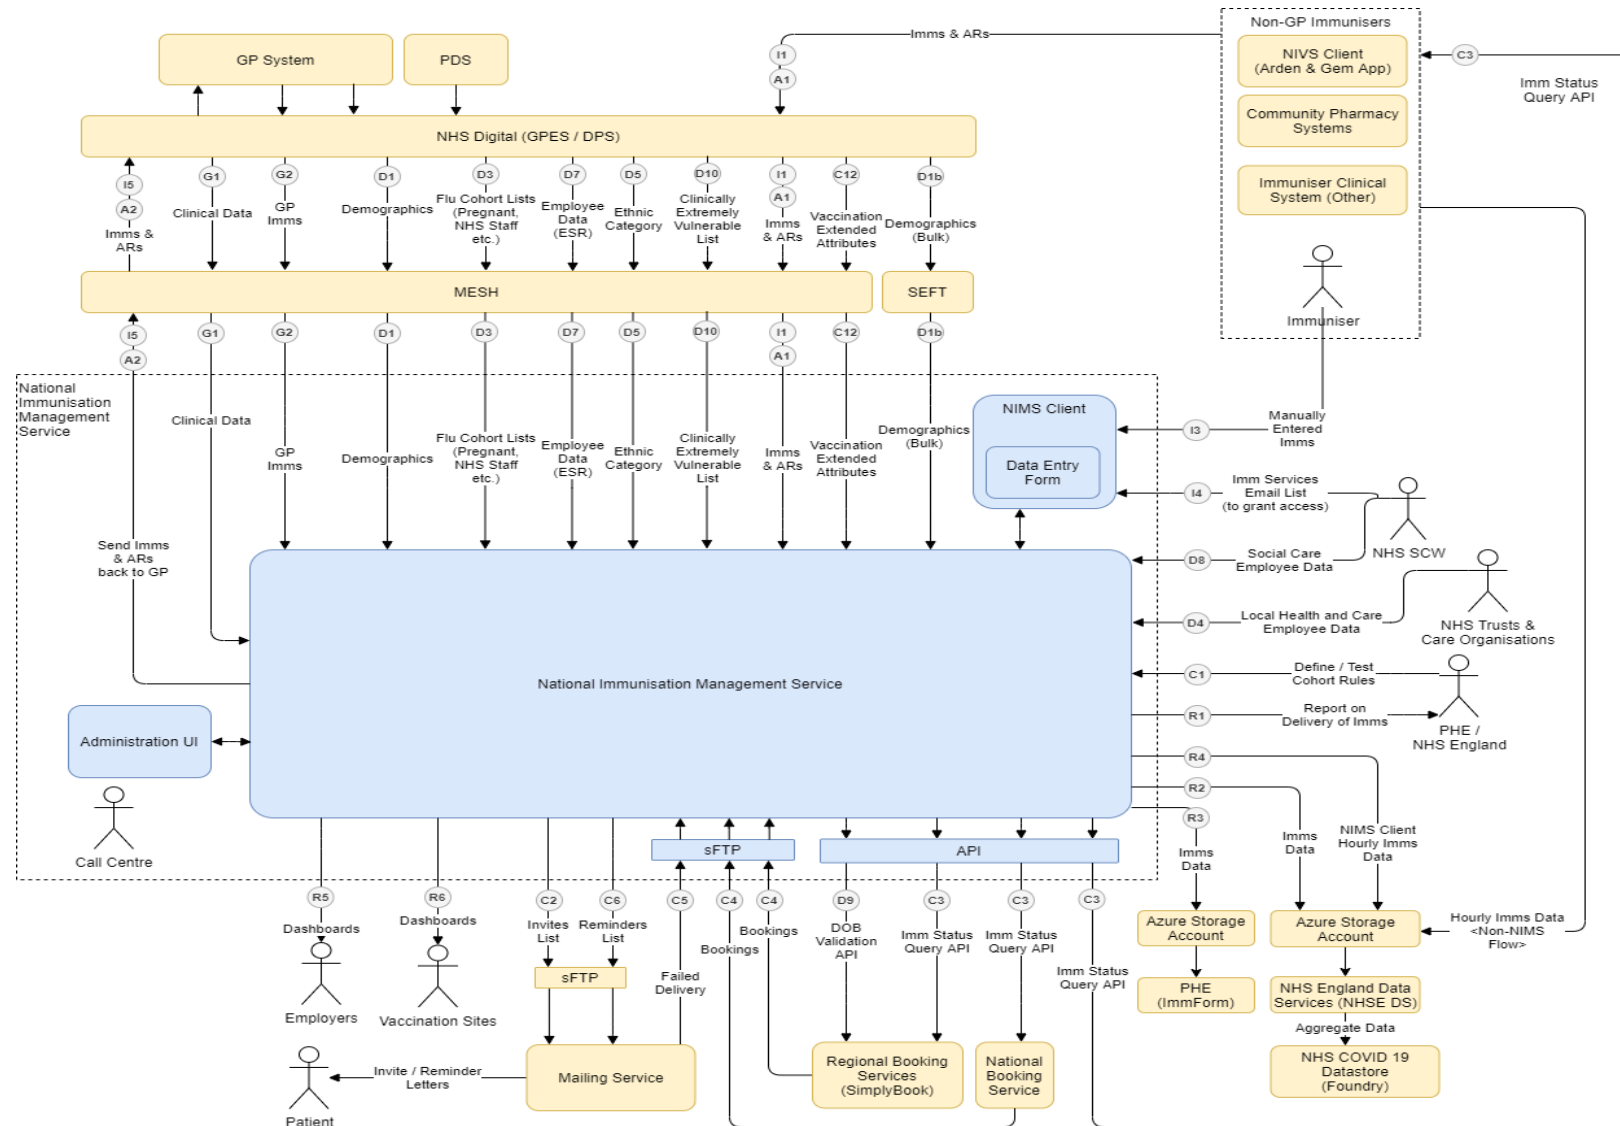 Non-GP Immunisers
Imms & ARs
GP System
PDS
NIVS Client
(Arden & Gem App)
I1
A1
C3
Imm Status
Query API
Community Pharmacy
Systems
NHS Digital (GPES / DPS)
Immuniser Clinical
System (Other)
I5
A2
Imms &
ARs
G1
Clinical Data
G2
GP
Imms
D1
Demographics
D3
Flu Cohort Lists
(Pregnant,
NHS Staff
etc.)
D7
Employee
Data
(ESR)
D5
Ethnic
Category
D10
Clinically
Extremely
Vulnerable
List
I1
A1
Imms
& ARs
C12
Vaccination
Extended
Attributes
D1b
Demographics
(Bulk)
MESH
SEFT
Immuniser
I5
A2
G1
G2
D1
D3
D7
D5
D10
I1
A1
C12
D1b
National
Immunisation
Management
Service
Clinical Data
GP
Imms
Demographics
Flu Cohort Lists
(Pregnant,
NHS Staff
etc.)
Employee
Data
(ESR)
Ethnic
Category
Clinically
Extremely
Vulnerable
List
Imms
& ARs
Vaccination
Extended
Attributes
Demographics
(Bulk)
NIMS Client
Data Entry
Form
I3
Manually
Entered
Imms
I4
Imm Services
Email List
(to grant access)
NHS SCW
Send Imms
& ARs
back to GP
D8
Social Care
Employee Data
D4
Local Health and Care
Employee Data
NHS Trusts &
Care Organisations
National Immunisation Management Service
C1
Define / Test
Cohort Rules
R1
Report on
Delivery of Imms
PHE /
NHS England
Administration UI
Call Centre
R4
R2
R3
Imms
Data
Imms
Data
NIMS Client
Hourly Imms
Data
sFTP
API
R5
Dashboards
Employers
R6
Dashboards
Vaccination Sites
C2
Invites
List
C6
Reminders
List
C5
Failed
Delivery
C4
Bookings
C4
Bookings
D9
DOB
Validation
API
C3
Imm Status
Query API
C3
Imm Status
Query API
C3
Imm Status
Query API
Azure Storage
Account
Azure Storage
Account
Hourly Imms Data
<Non-NIMS
Flow>
sFTP
PHE
(ImmForm)
NHS England Data
Services (NHSE DS)
Aggregate Data
NHS COVID 19
Datastore
(Foundry)
Mailing Service
Invite / Reminder
Letters
Patient
Regional Booking
Services
(SimplyBook)
National
Booking
Service